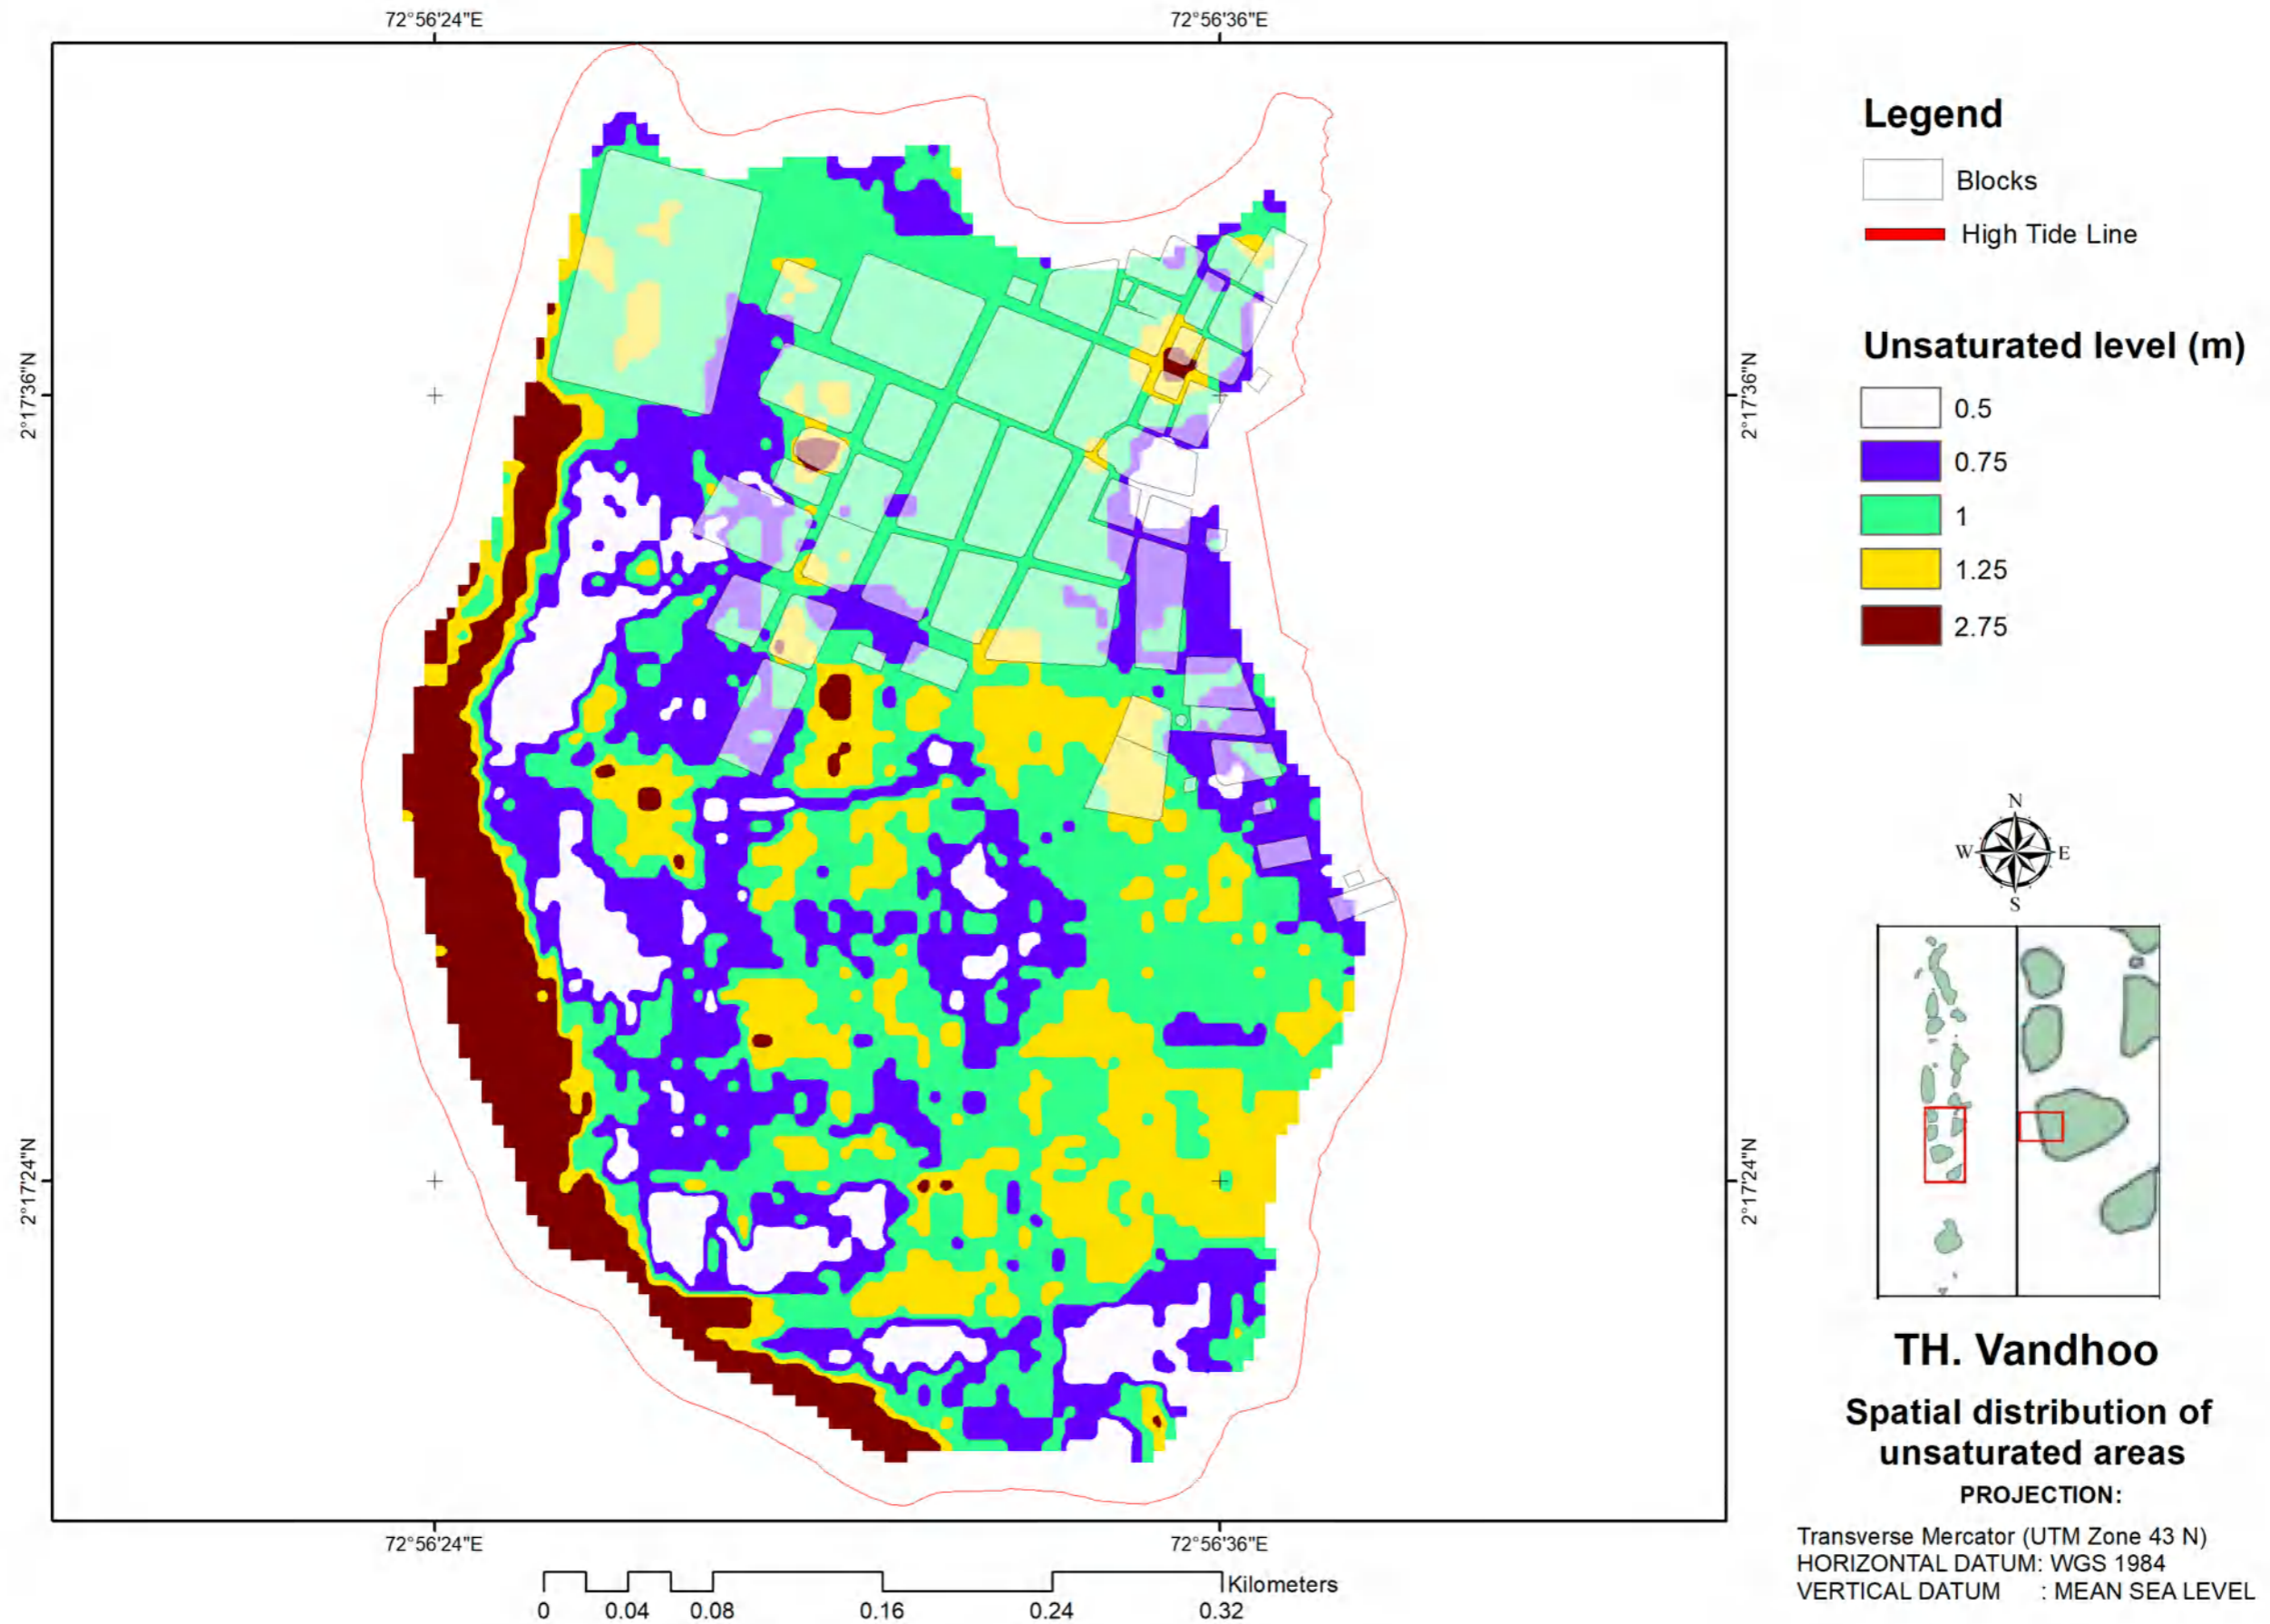 72°56'24"E
72°56'36"E
2°17'36"N
2°17'36"N
2°17'24"N
2°17'24"N
72°56'24"E
72°56'36"E
Kilometers
0 0.04 0.08 0.16 0.24 0.32
Legend
Blocks
High Tide Line
Unsaturated level (m)
0.5
0.75
1
1.25
2.75
N
W E
S
TH. Vandhoo
Spatial distribution of
unsaturated areas
PROJECTION:
Transverse Mercator (UTM Zone 43 N)
HORIZONTAL DATUM: WGS 1984
VERTICAL DATUM : MEAN SEA LEVEL